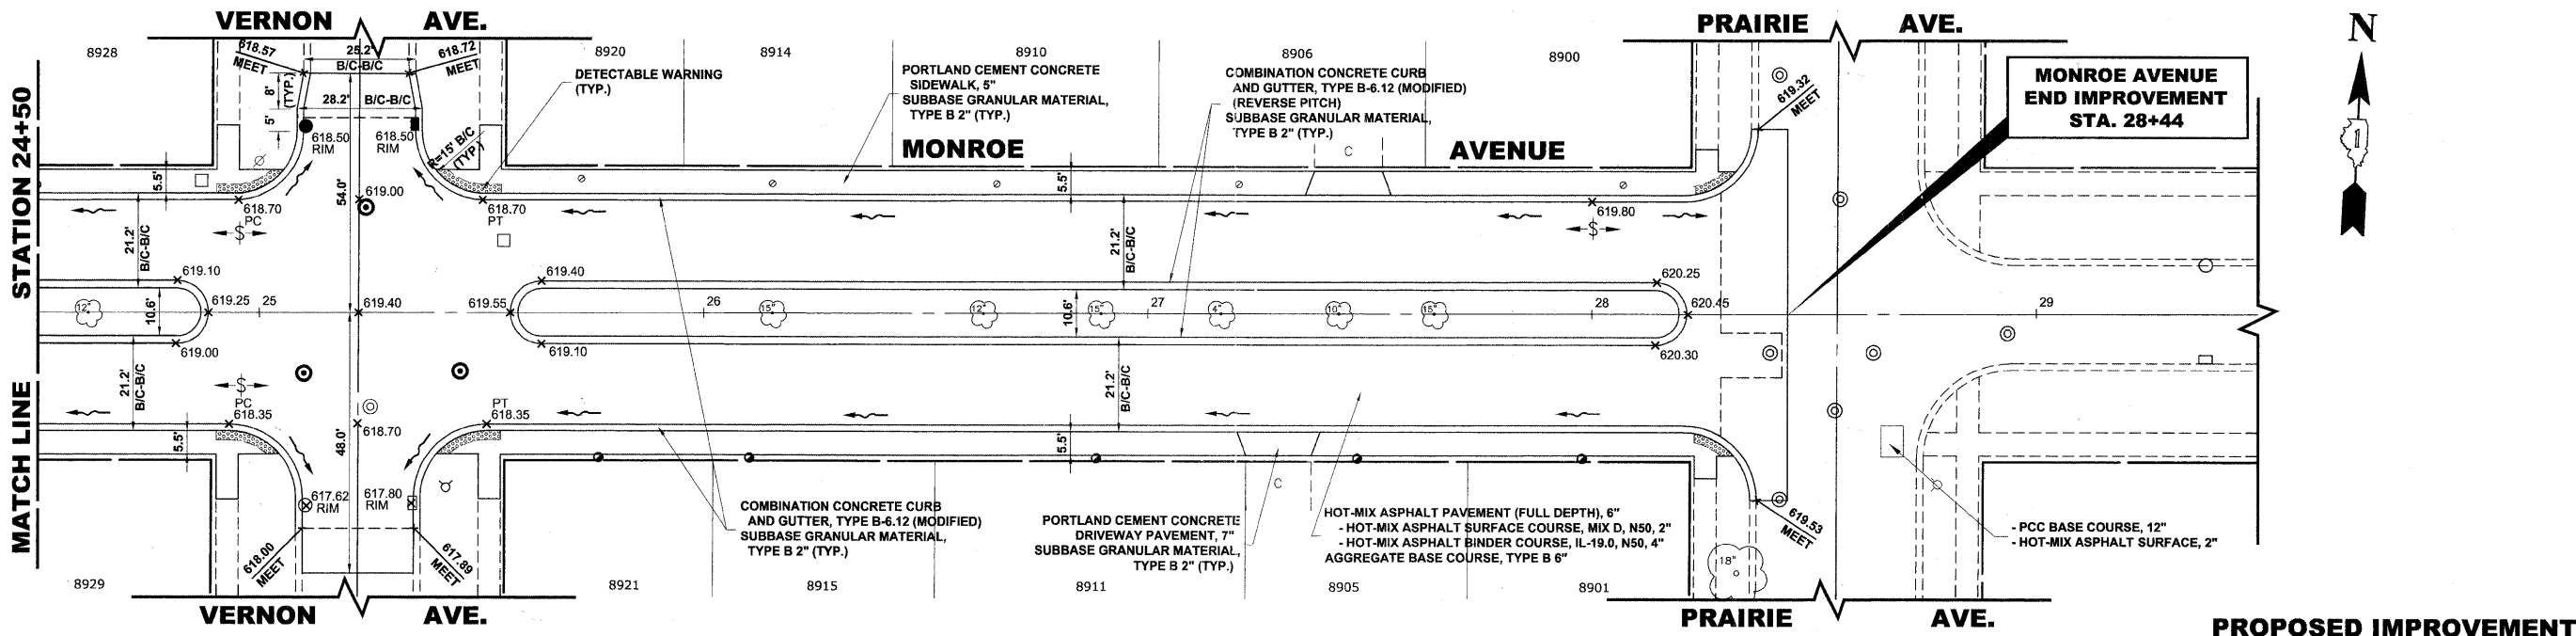 VERNON AVE.
PRAIRIE AVE.
N
1
8928
618.57
MEET
25.2'
B/C-B/C
618.72
MEET
8920
8914
8910
8906
8900
DETECTABLE WARNING
(TYP.)
PORTLAND CEMENT CONCRETE
SIDEWALK, 5"
SUBBASE GRANULAR MATERIAL,
TYPE B 2" (TYP.)
COMBINATION CONCRETE CURB
AND GUTTER, TYPE B-6.12 (MODIFIED)
(REVERSE PITCH)
SUBBASE GRANULAR MATERIAL,
TYPE B 2" (TYP.)
619.32
MEET
MONROE AVENUE
END IMPROVEMENT
STA. 28+44
8'
(TYP.)
28.2' B/C-B/C
5'
618.50
RIM
618.50
RIM
R=15' B/C
(TYP.)
MONROE AVENUE
C
MATCH LINE STATION 24+50
5.5'
54.0'
619.00
618.70
PC
618.70
PT
5.5'
619.80
S
S
21.2'
B/C-B/C
21.2'
B/C-B/C
619.10
619.40
620.25
12"
10.6'
619.25
25
619.40
619.55
26
15"
12"
10.6'
15"
27
4"
10"
15"
28
620.45
29
619.00
619.10
620.30
21.2'
B/C-B/C
S
PC
618.35
PT
618.35
21.2'
B/C-B/C
618.70
5.5'
48.0'
5.5'
C
617.62
RIM
617.80
RIM
618.00
MEET
617.89
MEET
COMBINATION CONCRETE CURB
AND GUTTER, TYPE B-6.12 (MODIFIED)
SUBBASE GRANULAR MATERIAL,
TYPE B 2" (TYP.)
PORTLAND CEMENT CONCRETE
DRIVEWAY PAVEMENT, 7"
SUBBASE GRANULAR MATERIAL,
TYPE B 2" (TYP.)
HOT-MIX ASPHALT PAVEMENT (FULL DEPTH), 6"
- HOT-MIX ASPHALT SURFACE COURSE, MIX D, N50, 2"
- HOT-MIX ASPHALT BINDER COURSE, IL-19.0, N50, 4"
AGGREGATE BASE COURSE, TYPE B 6"
619.53
MEET
18"
- PCC BASE COURSE, 12"
- HOT-MIX ASPHALT SURFACE, 2"
8929
8921
8915
8911
8905
8901
VERNON AVE.
PRAIRIE AVE.
PROPOSED IMPROVEMENT